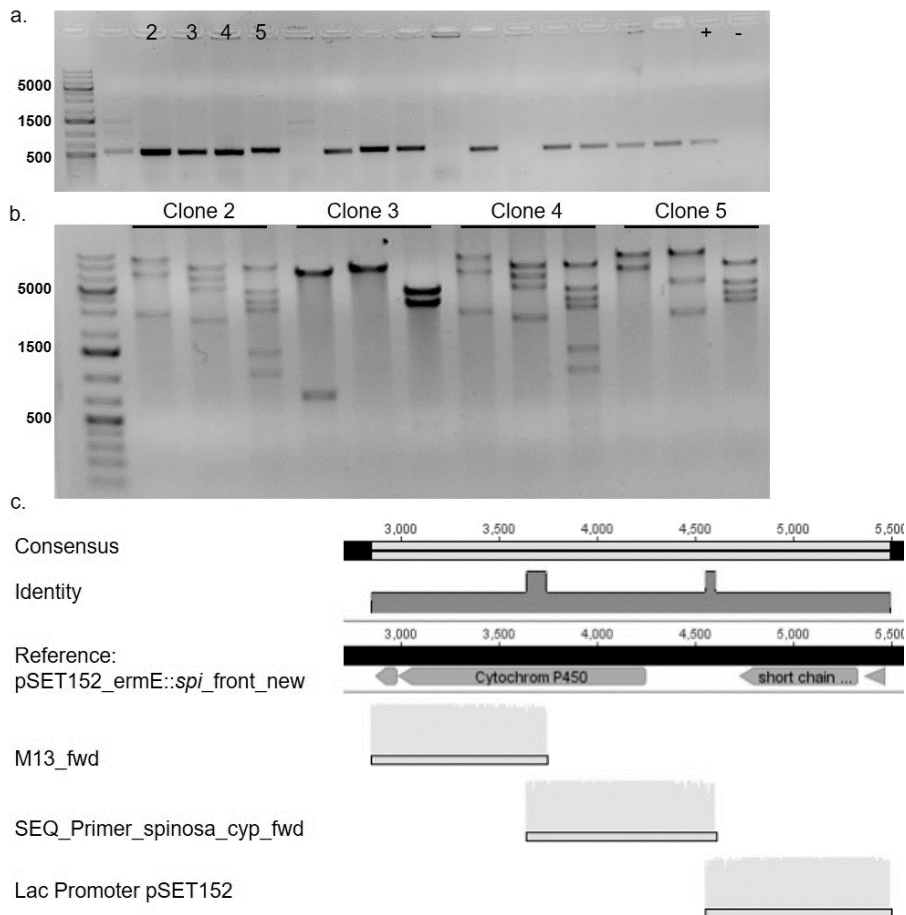 a.
2 3 4 5 + -
5000
1500
500
b.
Clone 2 Clone 3 Clone 4 Clone 5
5000
1500
500
c.
3,000 3,500 4,000 4,500 5,000 5,500
Consensus
Identity
3,000 3,500 4,000 4,500 5,000 5,500
Reference:
pSET152_ermE::spi_front_new
Cytochrom P450 short chain ...
M13_fwd
SEQ_Primer_spinosa_cyp_fwd
Lac Promoter pSET152